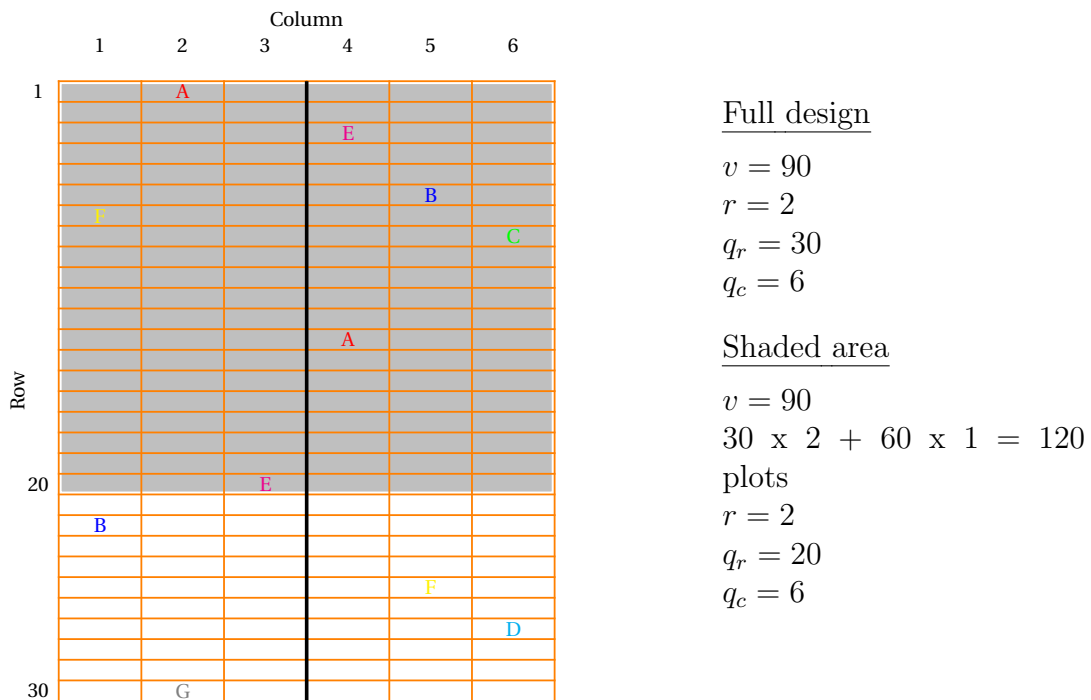 Column
1 2 3 4 5 6
1
A
E
B
F
C
A
Row
20
E
B
F
D
30
G
Full design
v = 90
r = 2
q_r = 30
q_c = 6
Shaded area
v = 90
30 x 2 + 60 x 1 = 120
plots
r = 2
q_r = 20
q_c = 6